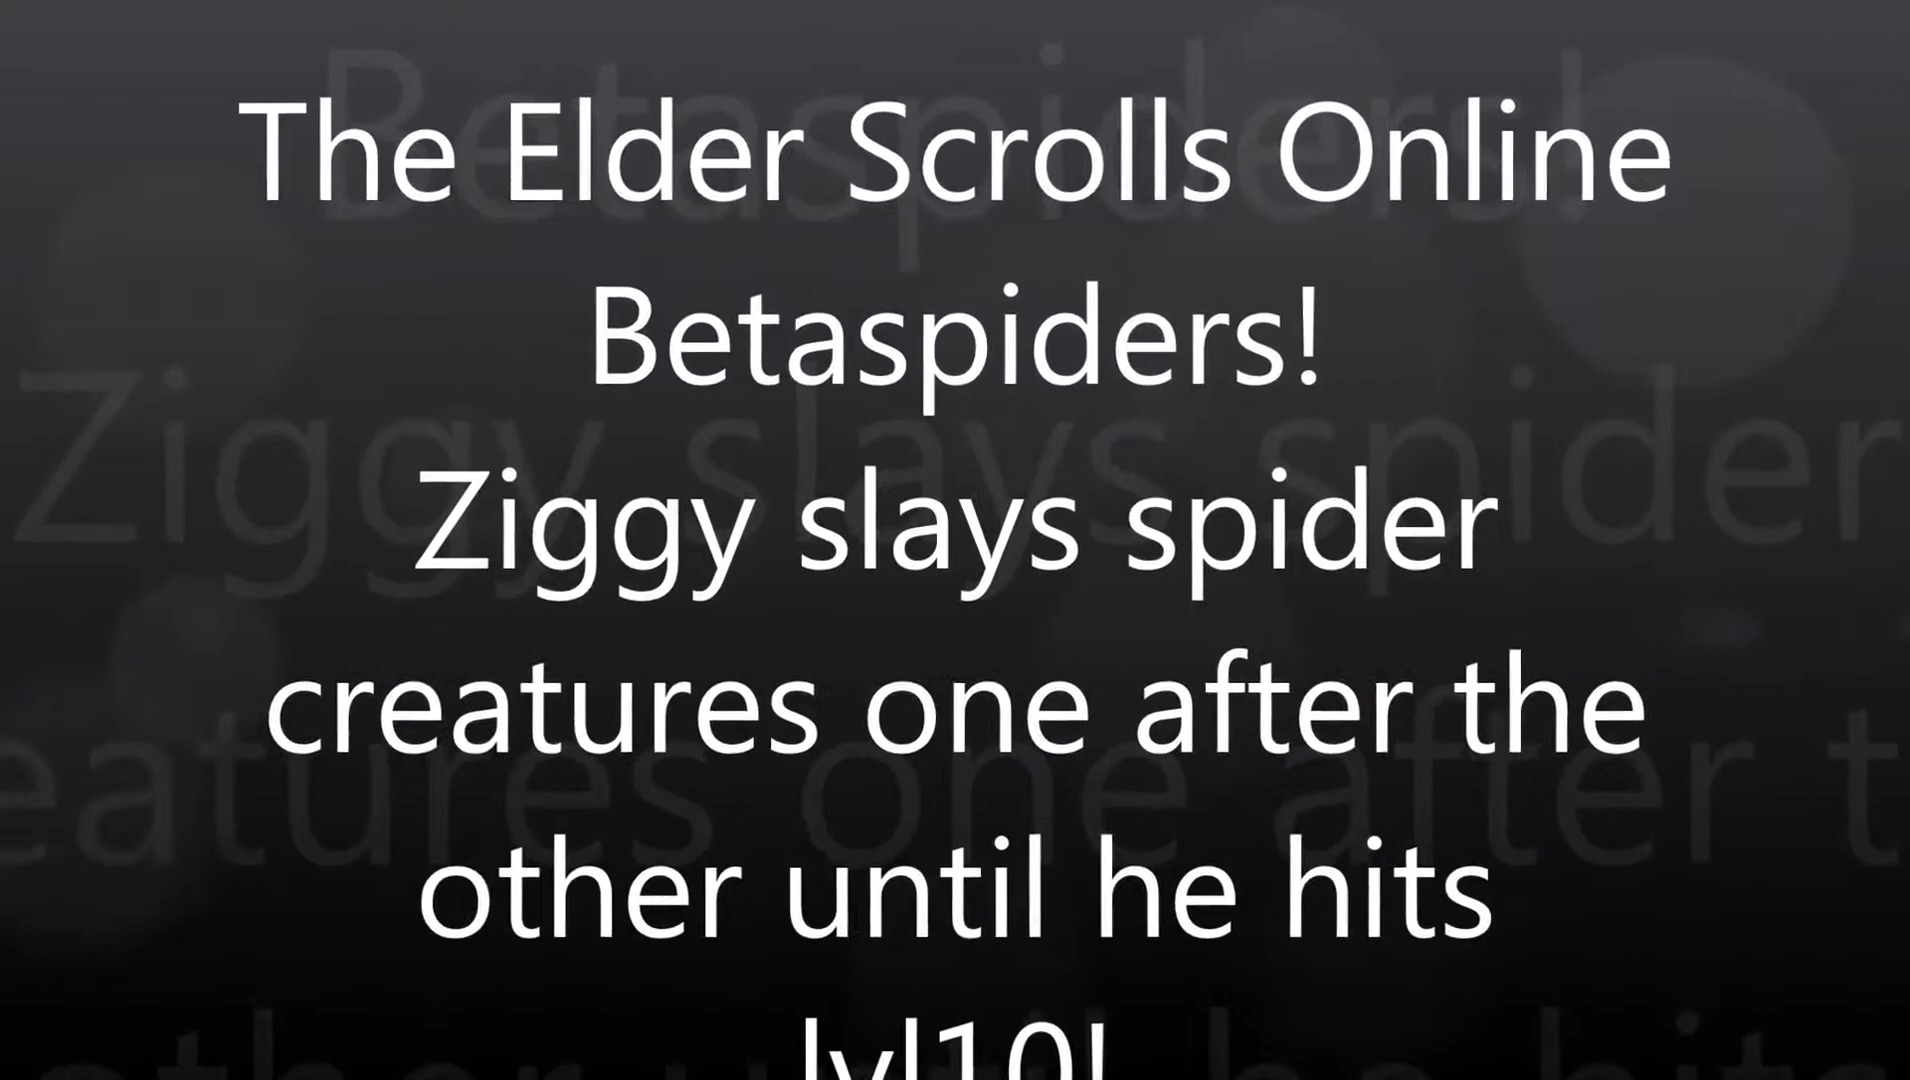 The Elder Scrolls Online
Betaspiders!
Ziggy slays spider
creatures one after the
other until he hits
lvl10!